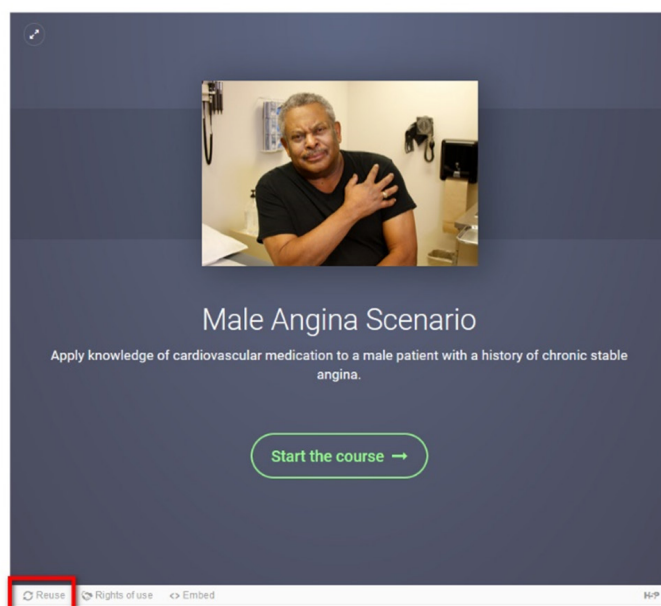 Male Angina Scenario
Apply knowledge of cardiovascular medication to a male patient with a history of chronic stable
angina.
Start the course →
Reuse Rights of use <> Embed H-P